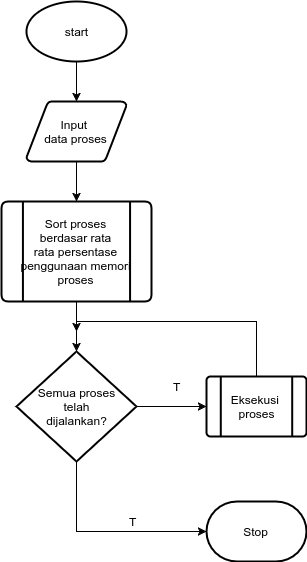 start
Input
data proses
Sort proses
berdasar rata
rata persentase
penggunaan memori
proses
Semua proses
telah
dijalankan?
T
Eksekusi
proses
T
Stop